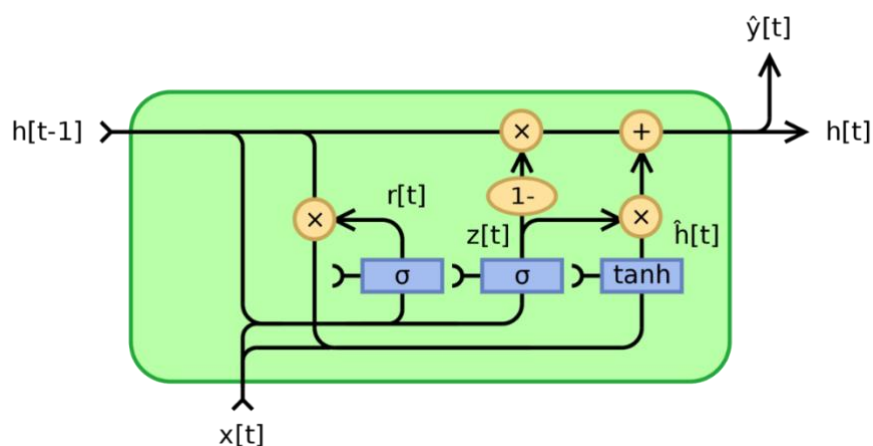 ŷ[t]
h[t-1]
×
+
h[t]
1-
r[t]
×
z[t]
×
ĥ[t]
σ
σ
tanh
x[t]